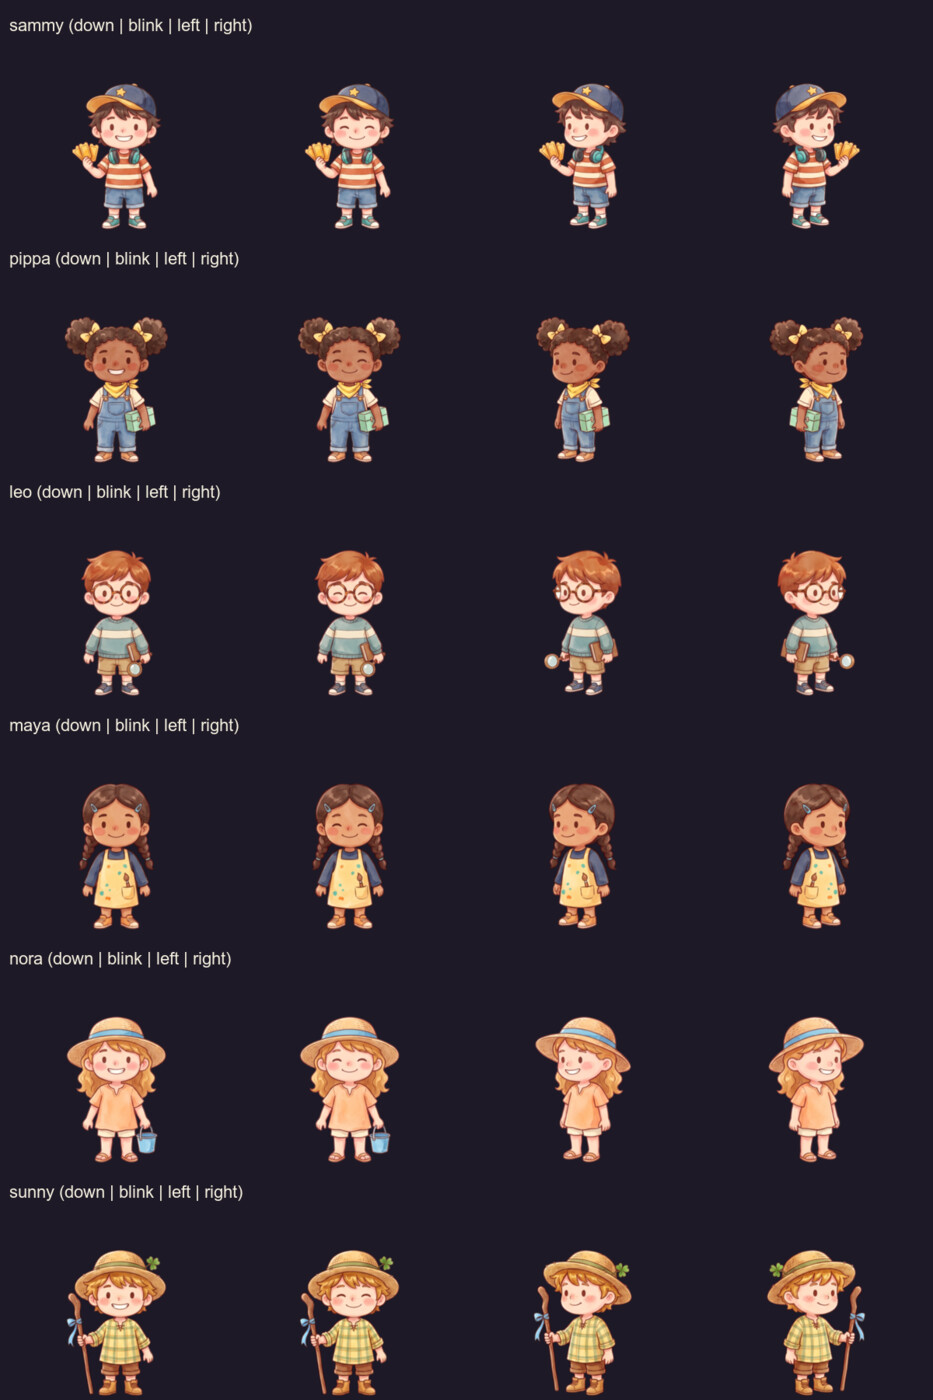 sammy (down | blink | left | right)
pippa (down | blink | left | right)
leo (down | blink | left | right)
maya (down | blink | left | right)
nora (down | blink | left | right)
sunny (down | blink | left | right)